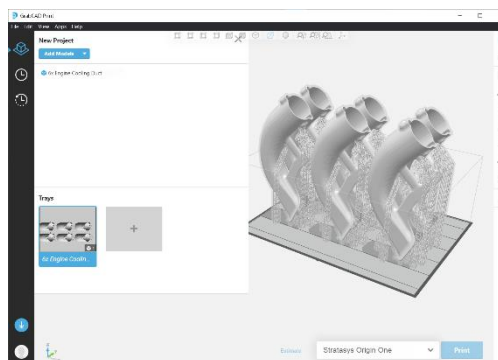 GrabCAD Print
File Edit View Apps Help
New Project
Add Models
6x Engine Cooling Duct
Trays
6x Engine Coolin...
Estimate
Stratasys Origin One
Print